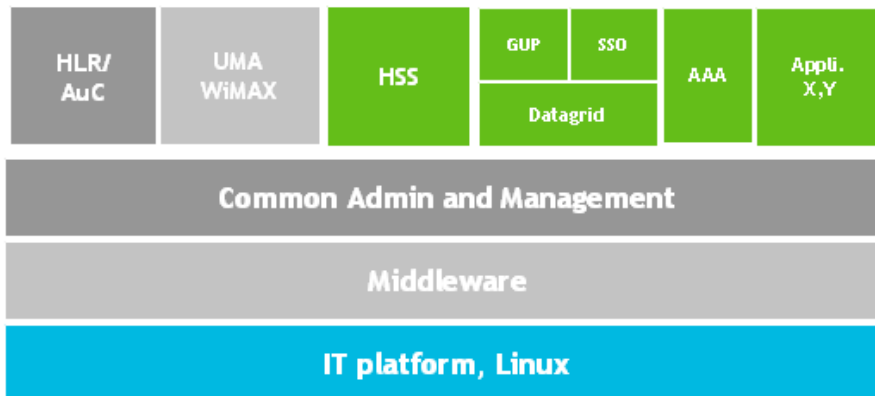 HLR/
AuC
UMA
WiMAX
HSS
GUP
SSO
Datagrid
AAA
Appli.
X,Y
Common Admin and Management
Middleware
IT platform, Linux